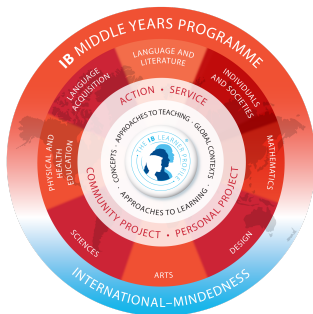 IB MIDDLE YEARS PROGRAMME
LANGUAGE AND
LITERATURE
LANGUAGE
ACQUISITION
INDIVIDUALS
AND SOCIETIES
PHYSICAL AND
HEALTH
EDUCATION
MATHEMATICS
SCIENCES
ARTS
DESIGN
ACTION • SERVICE
COMMUNITY PROJECT • PERSONAL PROJECT
APPROACHES TO TEACHING · GLOBAL CONTEXTS ·
CONCEPTS ·
APPROACHES TO LEARNING ·
THE IB LEARNER PROFILE
INTERNATIONAL–MINDEDNESS